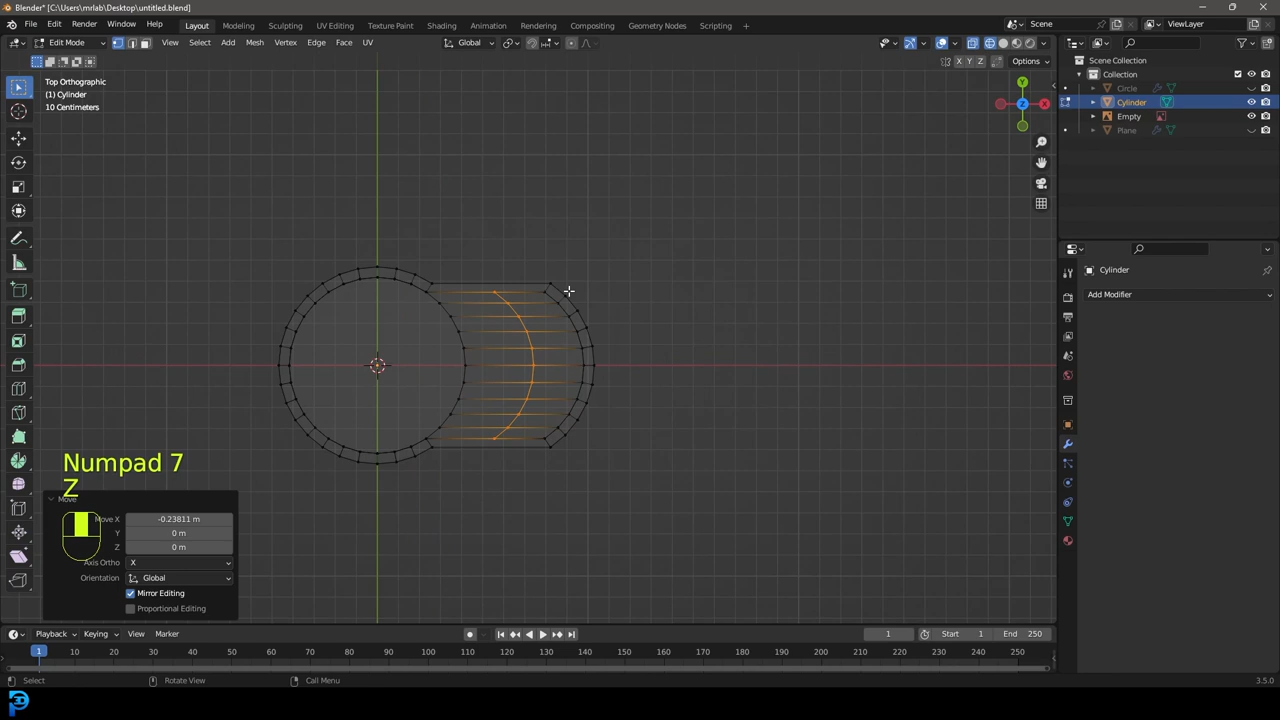 Blender* [C:\Users\mrlab\Desktop\untitled.blend]
File Edit Render Window Help Layout Modeling Sculpting UV Editing Texture Paint Shading Animation Rendering Compositing Geometry Nodes Scripting Scene ViewLayer
Edit Mode View Select Add Mesh Vertex Edge Face UV Global
X Y Z Options
Top Orthographic
(1) Cylinder
10 Centimeters
Y
X
Z
Scene Collection
Collection
Circle
Cylinder
Empty
Plane
Cylinder
Add Modifier
Numpad 7
Z
Move
Move X -0.23811 m
Y 0 m
Z 0 m
Axis Ortho X
Orientation Global
Mirror Editing
Proportional Editing
Playback Keying View Marker 1 Start 1 End 250
1 10 20 30 40 50 60 70 80 90 100 110 120 130 140 150 160 170 180 190 200 210 220 230 240 250
Select Rotate View Call Menu 3.5.0